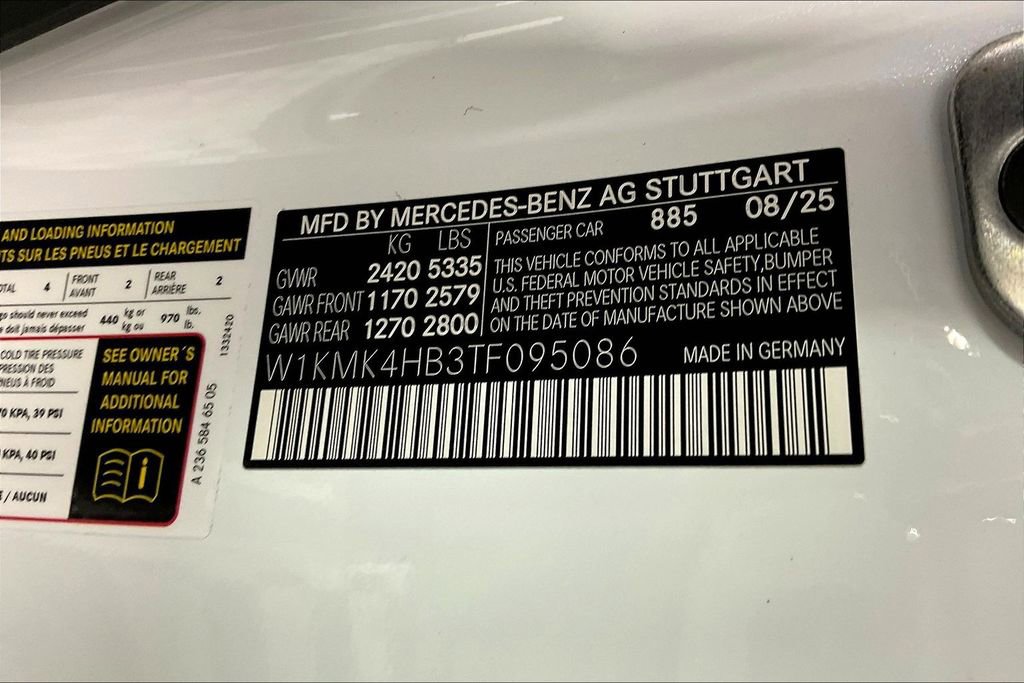 AND LOADING INFORMATION
TS SUR LES PNEUS ET LE CHARGEMENT
TOTAL 4 FRONT AVANT 2 REAR ARRIÈRE 2
go should never exceed 440 kg or 970 lbs.
e doit jamais dépasser kg ou lb.
COLD TIRE PRESSURE
PRESSION DES
PNEUS À FROID
70 KPA, 39 PSI
KPA, 40 PSI
/ AUCUN
SEE OWNER´S
MANUAL FOR
ADDITIONAL
INFORMATION
i
1332420
A 236 584 65 05
MFD BY MERCEDES-BENZ AG STUTTGART
KG LBS
GVWR 2420 5335
GAWR FRONT 1170 2579
GAWR REAR 1270 2800
PASSENGER CAR 885 08/25
THIS VEHICLE CONFORMS TO ALL APPLICABLE
U.S. FEDERAL MOTOR VEHICLE SAFETY,BUMPER
AND THEFT PREVENTION STANDARDS IN EFFECT
ON THE DATE OF MANUFACTURE SHOWN ABOVE
W1KMK4HB3TF095086 MADE IN GERMANY